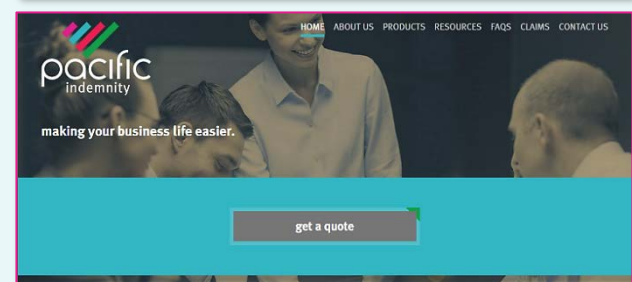 HOME ABOUT US PRODUCTS RESOURCES FAQS CLAIMS CONTACT US
pacific
indemnity
making your business life easier.
get a quote